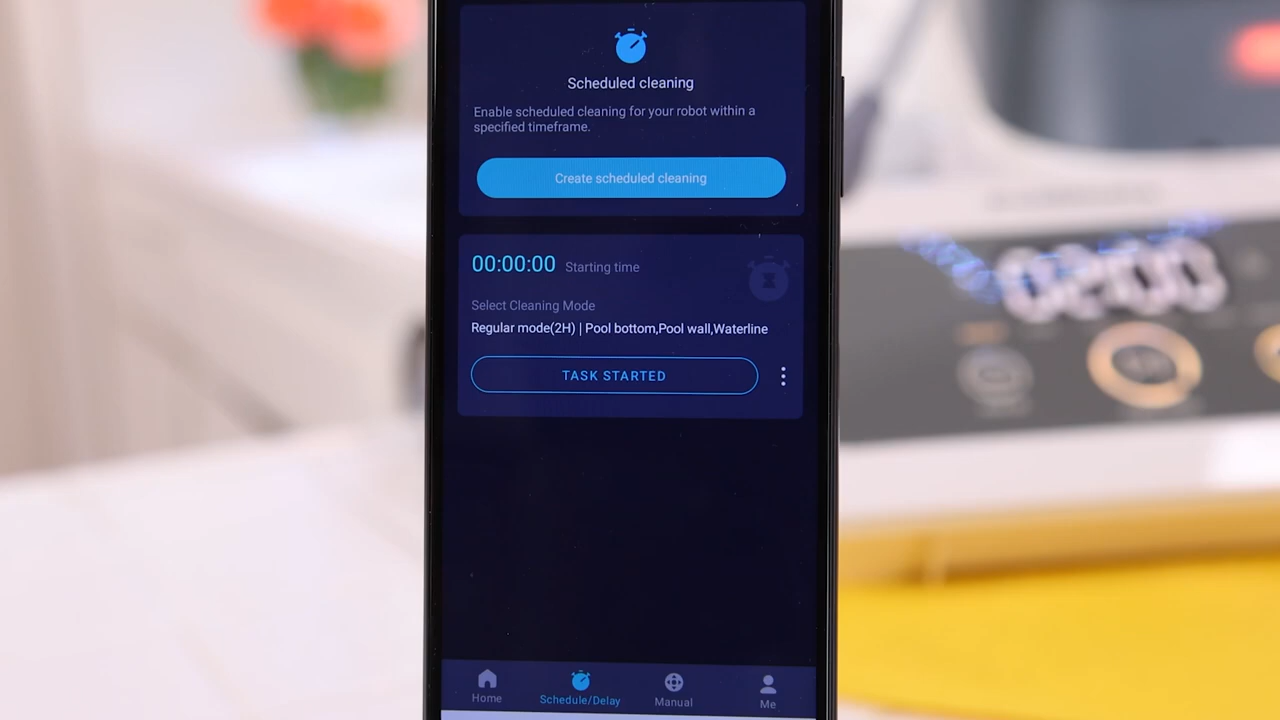 Scheduled cleaning
Enable scheduled cleaning for your robot within a
specified timeframe.
Create scheduled cleaning
00:00:00 Starting time
Select Cleaning Mode
Regular mode(2H) | Pool bottom,Pool wall,Waterline
TASK STARTED
Home
Schedule/Delay
Manual
Me